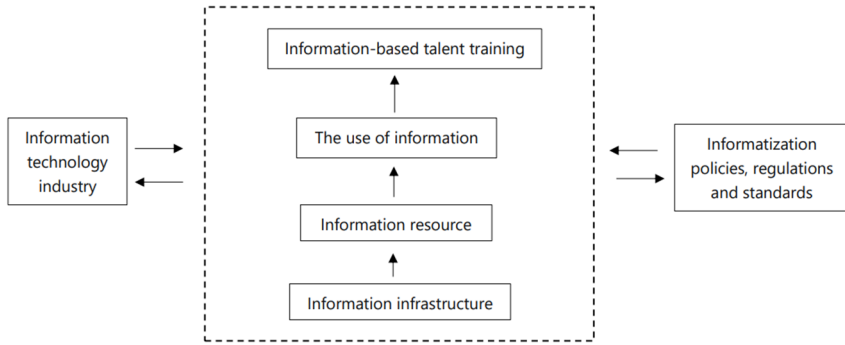 Information-based talent training
Information
technology
industry
The use of information
Informatization
policies, regulations
and standards
Information resource
Information infrastructure